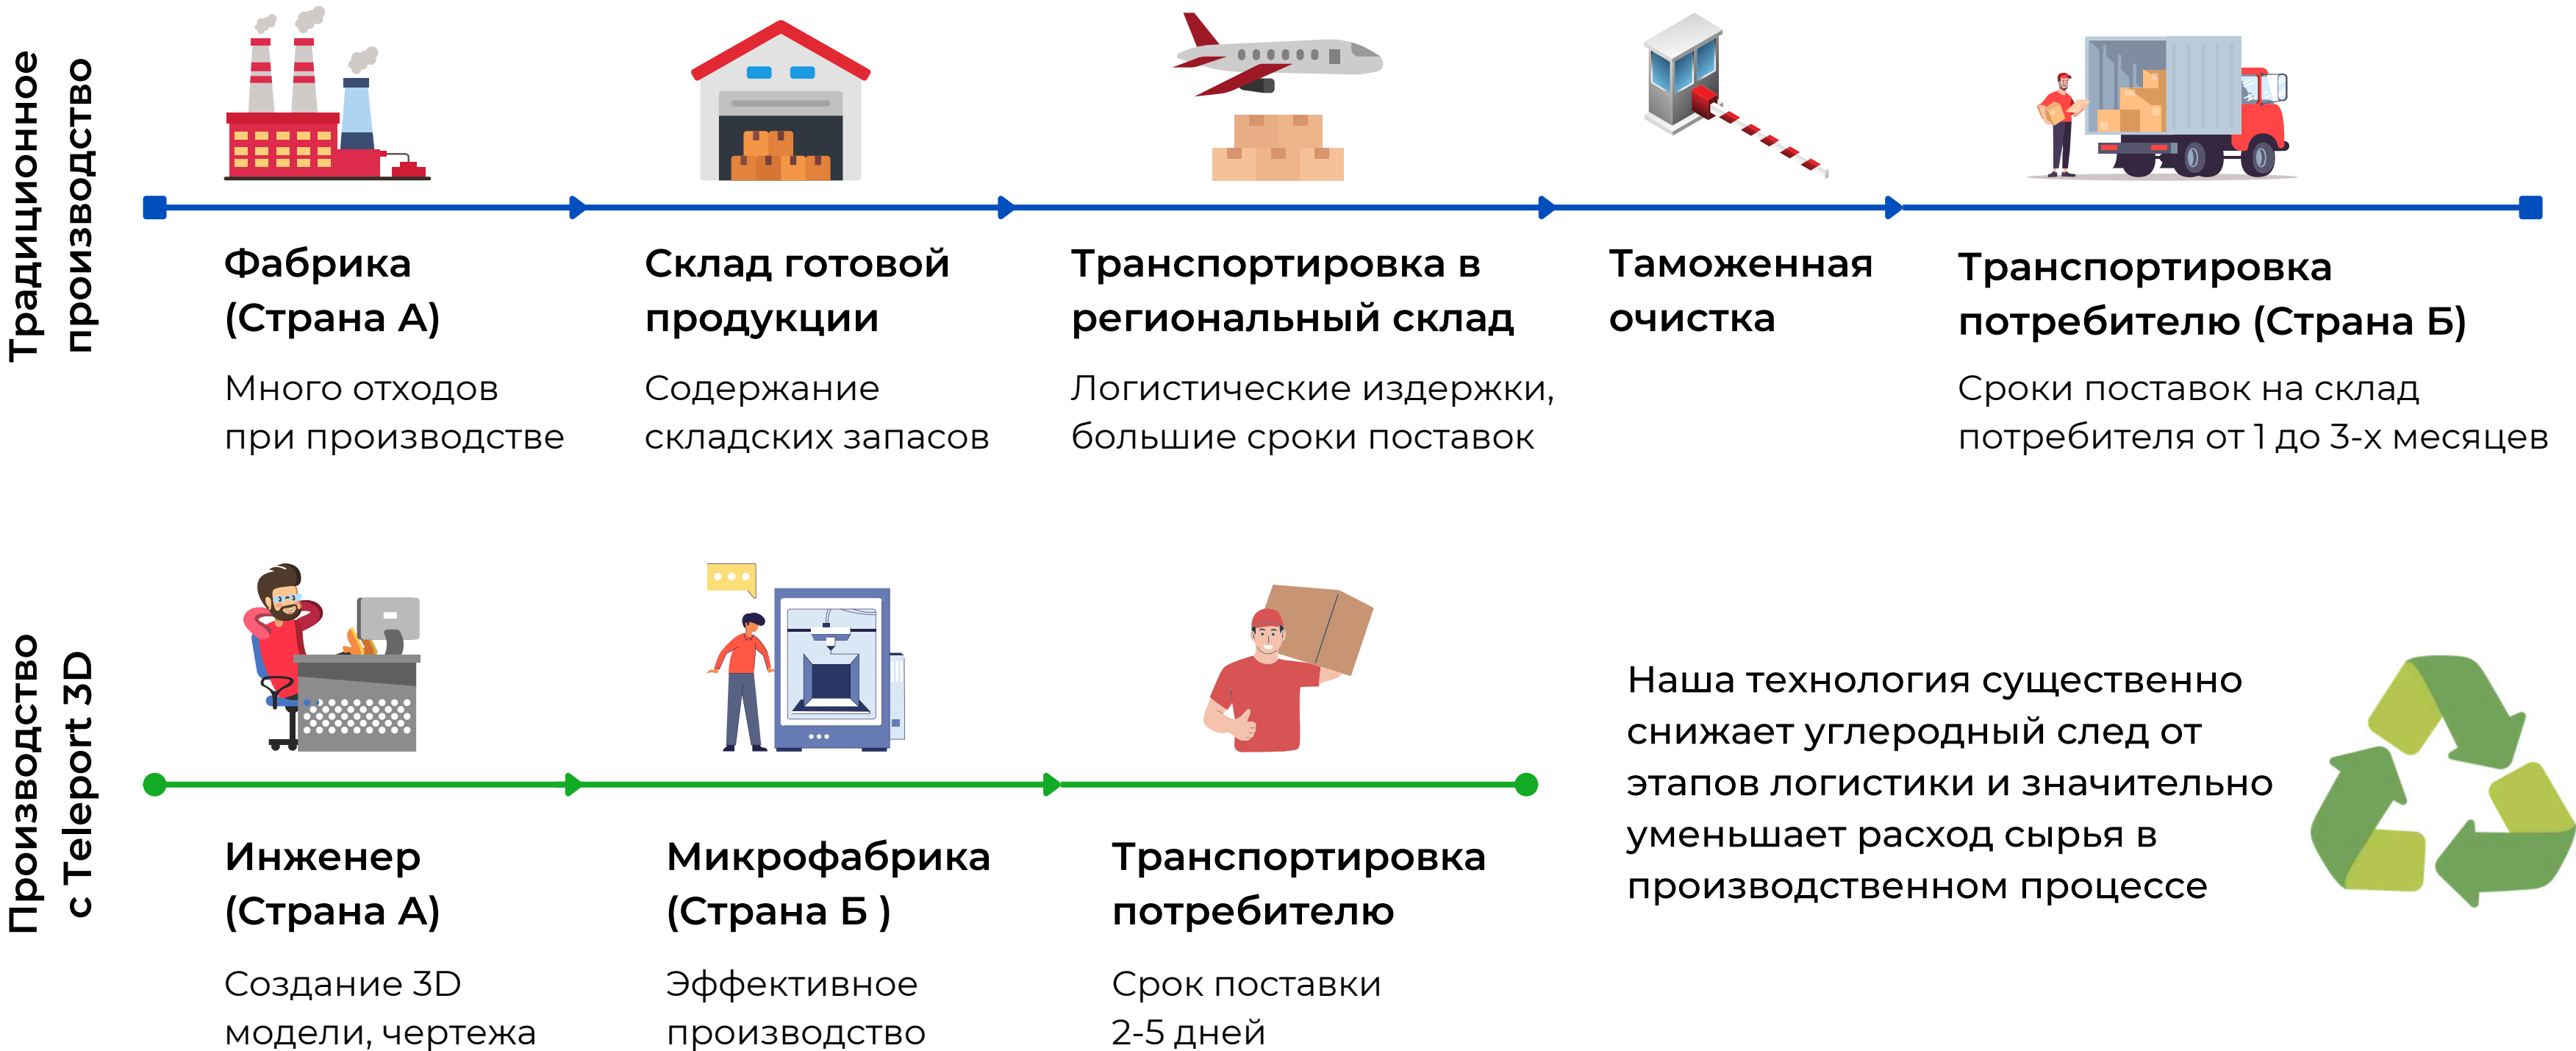 Традиционное
производство
Фабрика
(Страна А)
Много отходов
при производстве
Склад готовой
продукции
Содержание
складских запасов
Транспортировка в
региональный склад
Логистические издержки,
большие сроки поставок
Таможенная
очистка
Транспортировка
потребителю (Страна Б)
Сроки поставок на склад
потребителя от 1 до 3-х месяцев
Производство
с Teleport 3D
Инженер
(Страна А)
Создание 3D
модели, чертежа
Микрофабрика
(Страна Б )
Эффективное
производство
Транспортировка
потребителю
Срок поставки
2-5 дней
Наша технология существенно
снижает углеродный след от
этапов логистики и значительно
уменьшает расход сырья в
производственном процессе